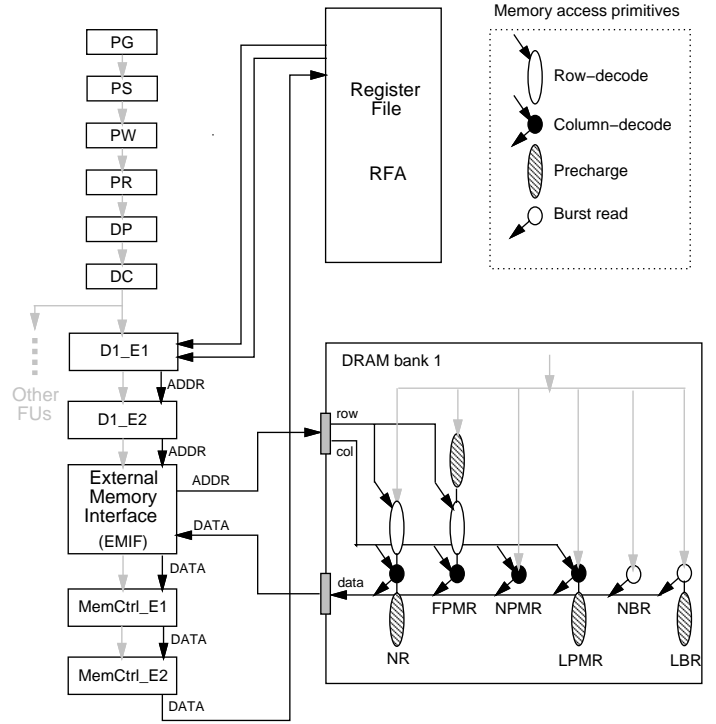 Memory access primitives
PG
PS
PW
PR
DP
DC
Register
File
RFA
Row−decode
Column−decode
Precharge
Burst read
Other
FUs
D1_E1
ADDR
D1_E2
ADDR
External
Memory
Interface
(EMIF)
ADDR
DATA
DATA
MemCtrl_E1
DATA
MemCtrl_E2
DATA
DRAM bank 1
row
col
data
FPMR
NPMR
NBR
NR
LPMR
LBR